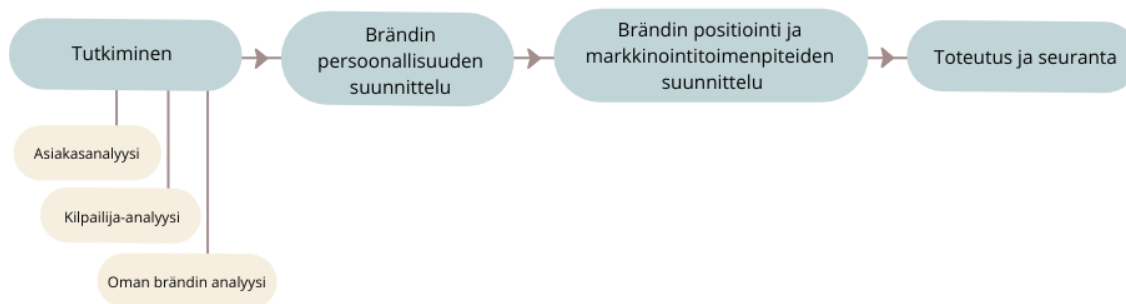 Tutkiminen
Brändin
persoonallisuuden
suunnittelu
Brändin positiointi ja
markkinointitoimenpiteiden
suunnittelu
Toteutus ja seuranta
Asiakasanalyysi
Kilpailija-analyysi
Oman brändin analyysi